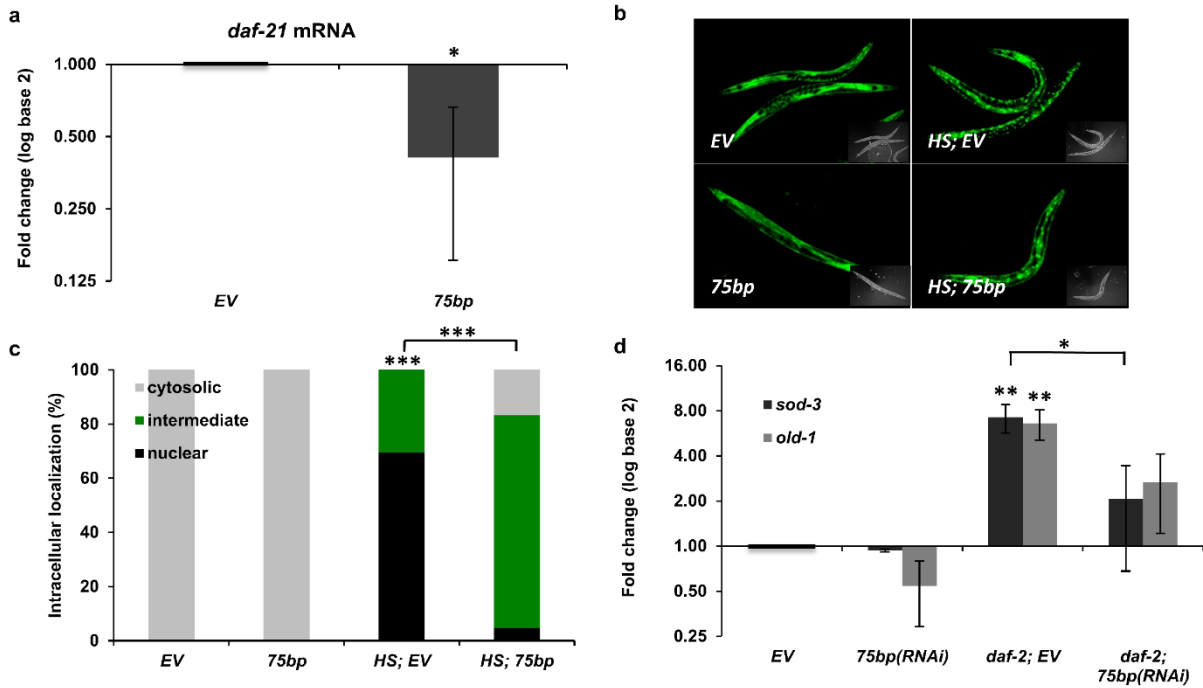 a
daf-21 mRNA
Fold change (log base 2)
1.000
0.500
0.250
0.125
*
EV
75bp
b
EV
HS; EV
75bp
HS; 75bp
c
Intracellular localization (%)
100
80
60
40
20
0
cytosolic
intermediate
nuclear
***
***
EV
75bp
HS; EV
HS; 75bp
d
Fold change (log base 2)
16.00
8.00
4.00
2.00
1.00
0.50
0.25
sod-3
old-1
*
** **
EV
75bp(RNAi)
daf-2; EV
daf-2;
75bp(RNAi)